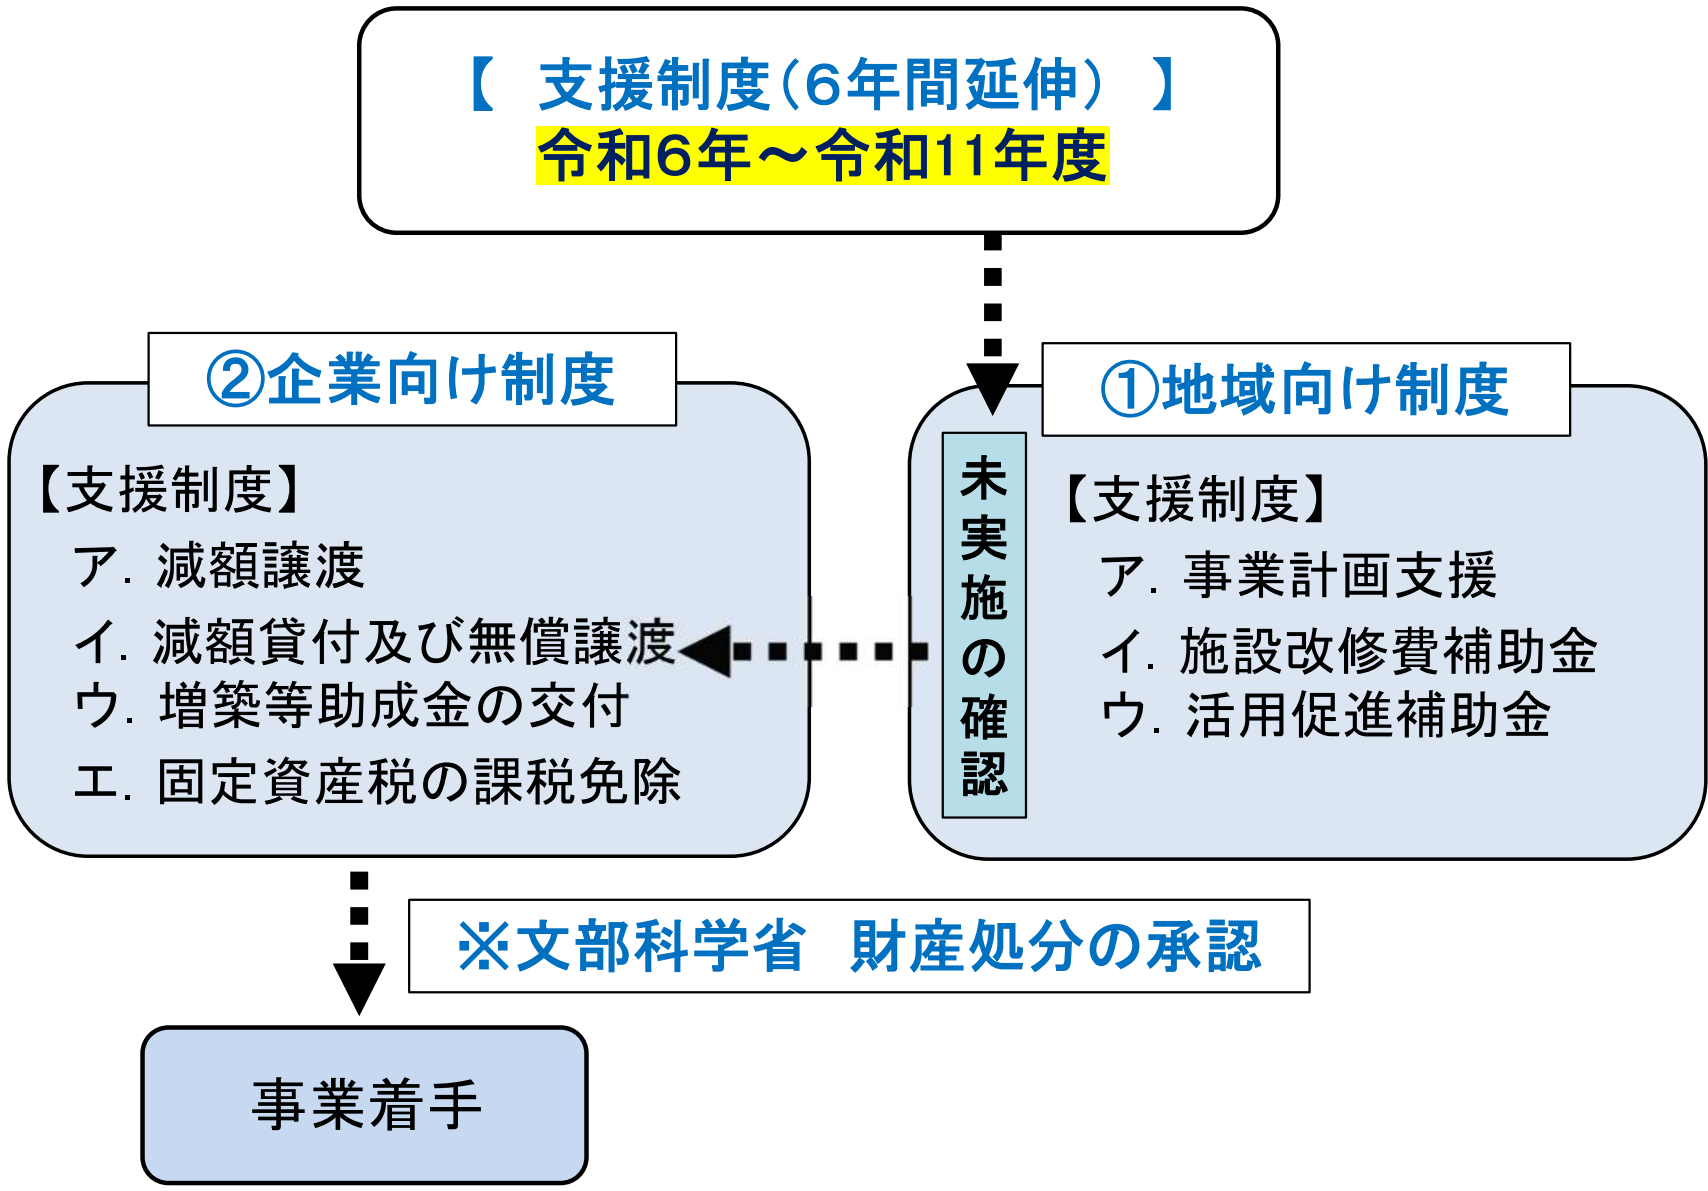 【　支援制度（６年間延伸）　】
令和６年～令和11年度
①地域向け制度
未実施の確認
【支援制度】
ア．事業計画支援
イ．施設改修費補助金
ウ．活用促進補助金
②企業向け制度
【支援制度】
ア．減額譲渡
イ．減額貸付及び無償譲渡
ウ．増築等助成金の交付
エ．固定資産税の課税免除
※文部科学省　財産処分の承認
事業着手